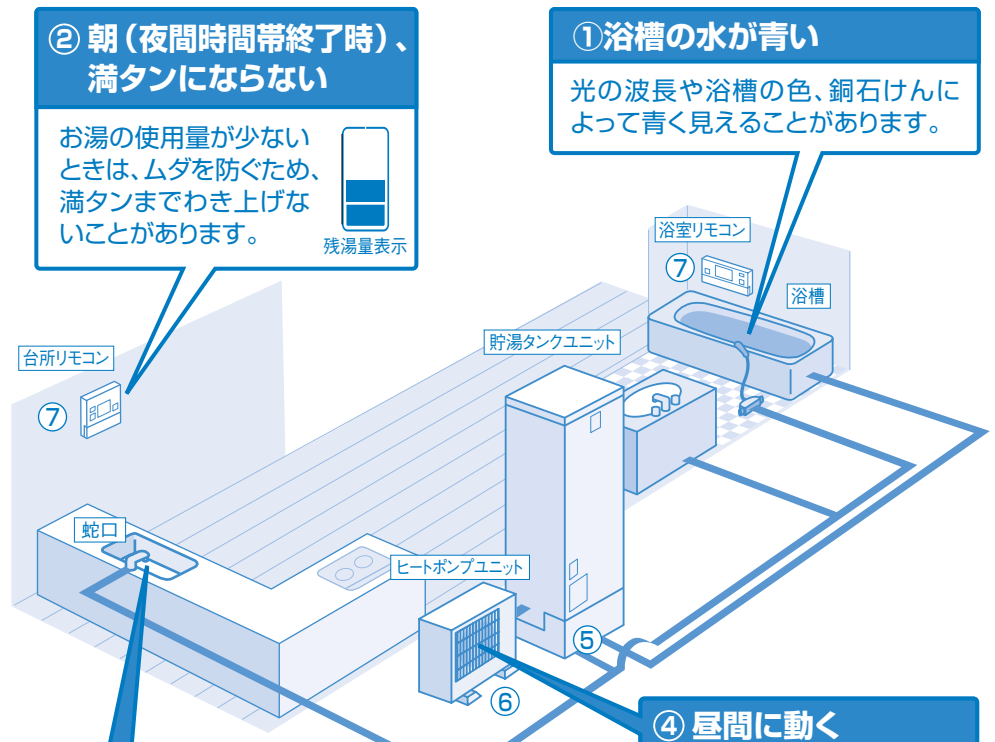 ② 朝（夜間時間帯終了時）、
満タンにならない
お湯の使用量が少ない
ときは、ムダを防ぐため、
満タンまでわき上げな
いことがあります。
残湯量表示
①浴槽の水が青い
光の波長や浴槽の色、銅石けんに
よって青く見えることがあります。
浴室リモコン
⑦
浴槽
貯湯タンクユニット
台所リモコン
⑦
蛇口
ヒートポンプユニット
⑤
⑥
④ 昼間に動く